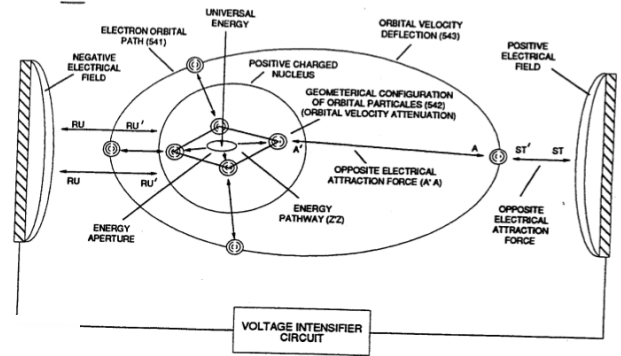 UNIVERSAL
ENERGY
ELECTRON ORBITAL
PATH (541)
ORBITAL VELOCITY
DEFLECTION (543)
NEGATIVE
ELECTRICAL
FIELD
POSITIVE CHARGED
NUCLEUS
POSITIVE
ELECTRICAL
FIELD
GEOMETERICAL CONFIGURATION
OF ORBITAL PARTICALES (542)
(ORBITAL VELOCITY ATTENUATION)
RU RU'
A' A ST' ST
RU RU'
OPPOSITE ELECTRICAL
ATTRACTION FORCE (A' A)
ENERGY
APERTURE
ENERGY
PATHWAY (Z'Z)
OPPOSITE
ELECTRICAL
ATTRACTION
FORCE
VOLTAGE INTENSIFIER
CIRCUIT